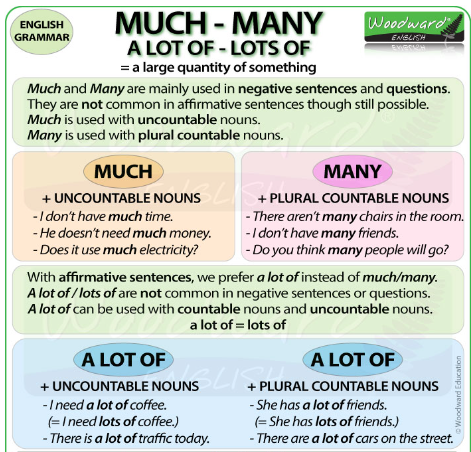 ENGLISH
GRAMMAR
MUCH - MANY
A LOT OF - LOTS OF
= a large quantity of something
Woodward®
ENGLISH
Much and Many are mainly used in negative sentences and questions.
They are not common in affirmative sentences though still possible.
Much is used with uncountable nouns.
Many is used with plural countable nouns.
MUCH
+ UNCOUNTABLE NOUNS
- I don't have much time.
- He doesn't need much money.
- Does it use much electricity?
MANY
+ PLURAL COUNTABLE NOUNS
- There aren't many chairs in the room.
- I don't have many friends.
- Do you think many people will go?
With affirmative sentences, we prefer a lot of instead of much/many.
A lot of / lots of are not common in negative sentences or questions.
A lot of can be used with countable nouns and uncountable nouns.
a lot of = lots of
A LOT OF
+ UNCOUNTABLE NOUNS
- I need a lot of coffee.
(= I need lots of coffee.)
- There is a lot of traffic today.
A LOT OF
+ PLURAL COUNTABLE NOUNS
- She has a lot of friends.
(= She has lots of friends.)
- There are a lot of cars on the street.
© Woodward Education